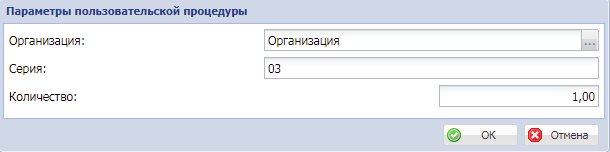 Параметры пользовательской процедуры
Организация: Организация ...
Серия: 03
Количество: 1,00
ОК Отмена